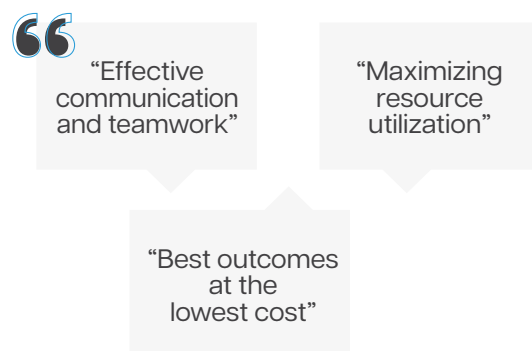 “Effective
communication
and teamwork”
“Maximizing
resource
utilization”
“Best outcomes
at the
lowest cost”